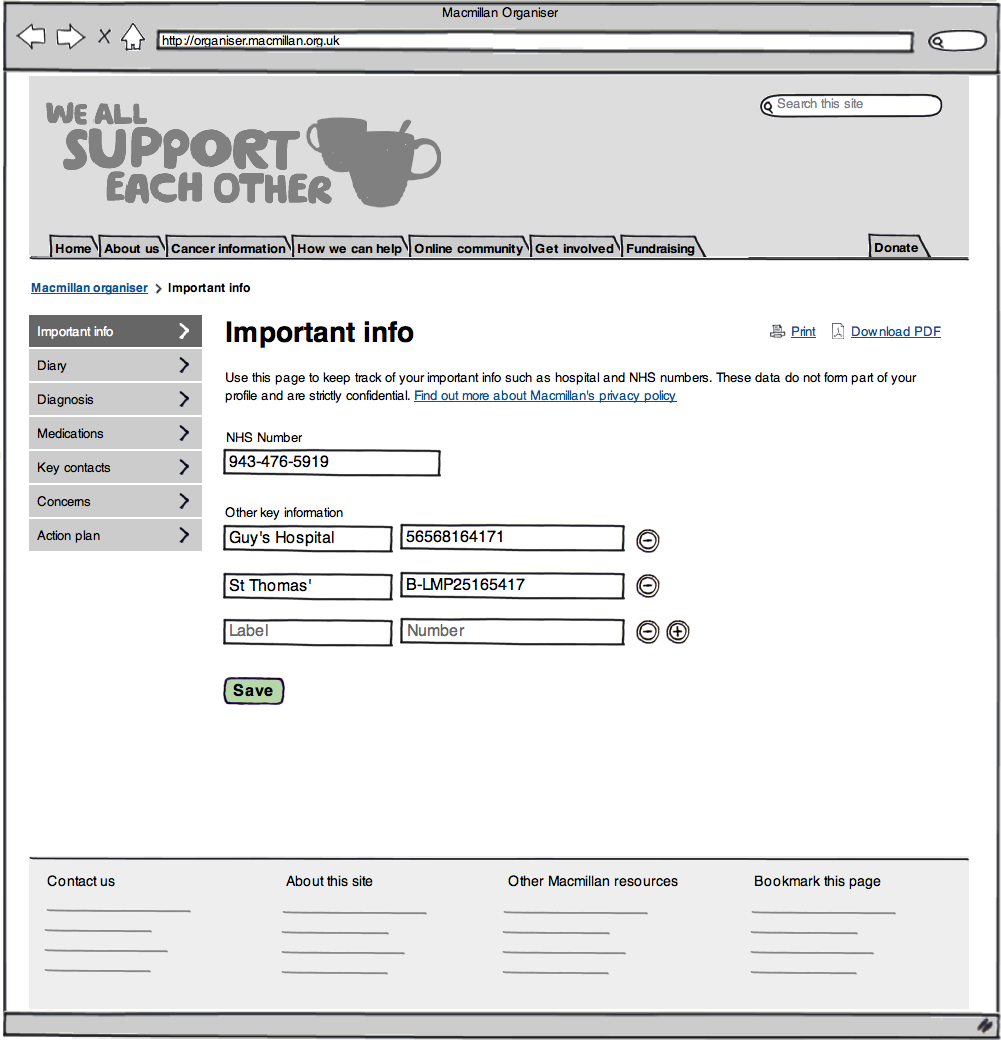 Macmillan Organiser
http://organiser.macmillan.org.uk
WE ALL
SUPPORT
EACH OTHER
Search this site
Home About us Cancer information How we can help Online community Get involved Fundraising Donate
Macmillan organiser > Important info
Important info
Diary
Diagnosis
Medications
Key contacts
Concerns
Action plan
Important info
Print Download PDF
Use this page to keep track of your important info such as hospital and NHS numbers. These data do not form part of your
profile and are strictly confidential. Find out more about Macmillan's privacy policy
NHS Number
943-476-5919
Other key information
Guy's Hospital 56568164171
St Thomas' B-LMP25165417
Label Number
Save
Contact us About this site Other Macmillan resources Bookmark this page